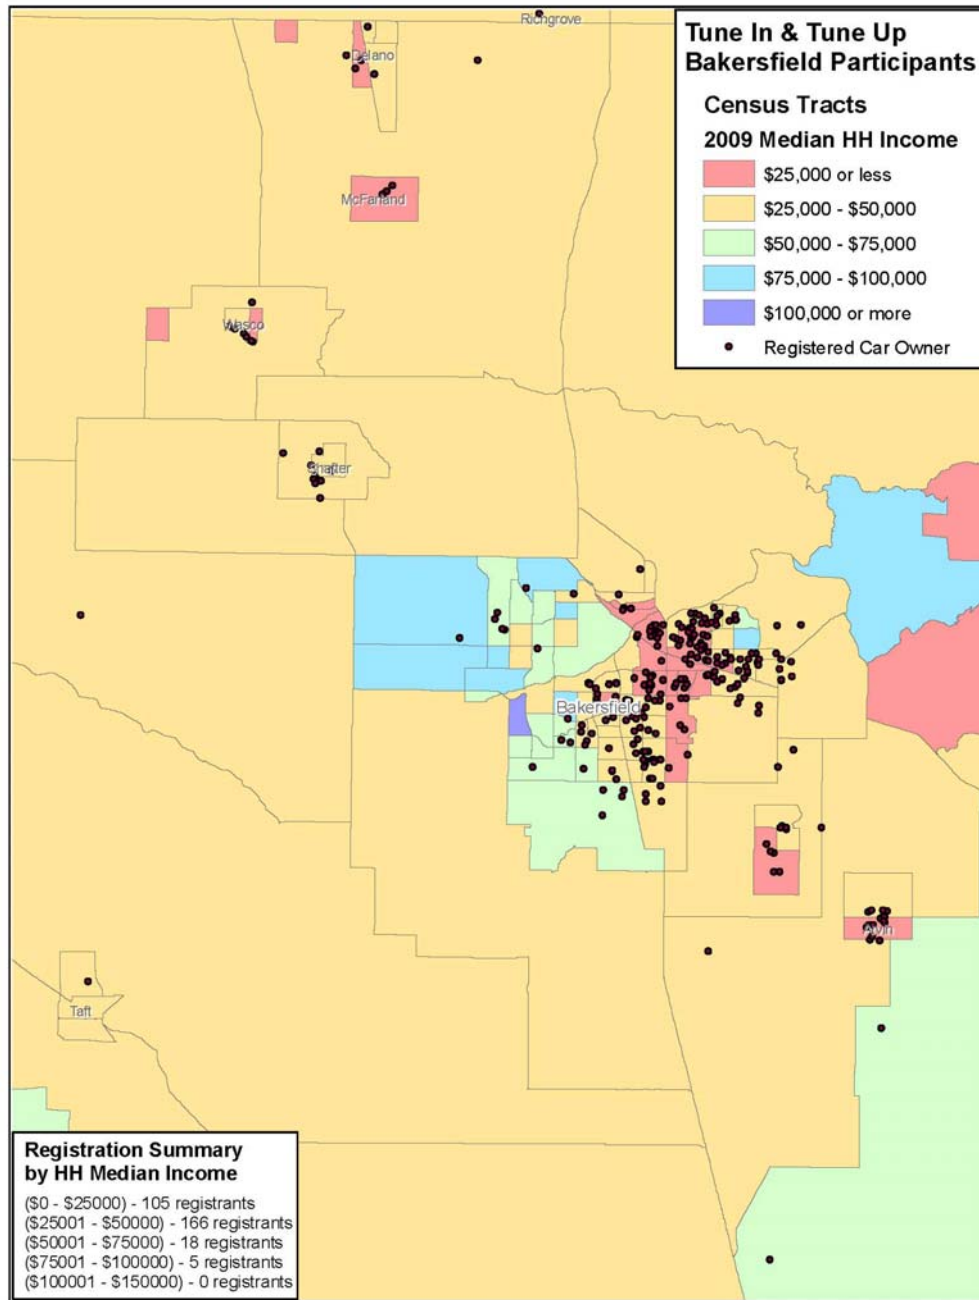 Richgrove
Tune In & Tune Up
Bakersfield Participants
Census Tracts
2009 Median HH Income
$25,000 or less
$25,000 - $50,000
$50,000 - $75,000
$75,000 - $100,000
$100,000 or more
Registered Car Owner
Delano
McFarland
Wasco
Shafter
Bakersfield
Arvin
Taft
Registration Summary
by HH Median Income
($0 - $25000) - 105 registrants
($25001 - $50000) - 166 registrants
($50001 - $75000) - 18 registrants
($75001 - $100000) - 5 registrants
($100001 - $150000) - 0 registrants